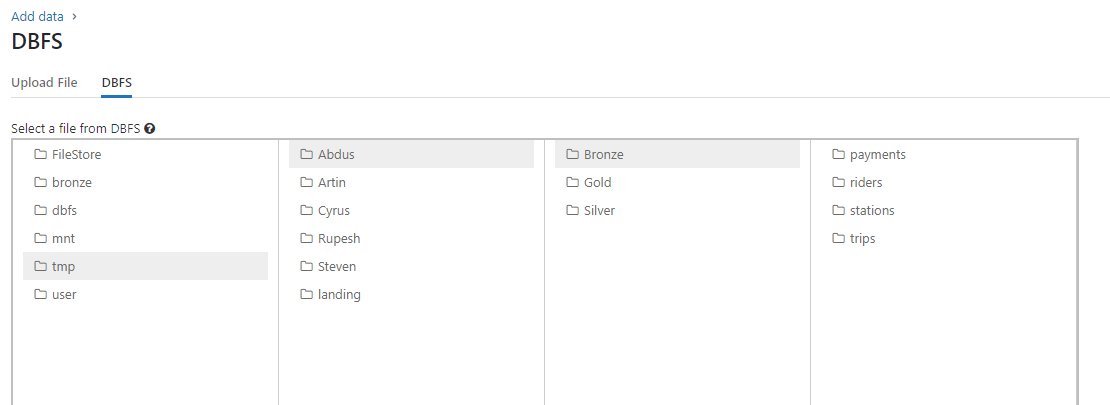 Add data ›
DBFS
Upload File DBFS
Select a file from DBFS ?
FileStore
bronze
dbfs
mnt
tmp
user
Abdus
Artin
Cyrus
Rupesh
Steven
landing
Bronze
Gold
Silver
payments
riders
stations
trips